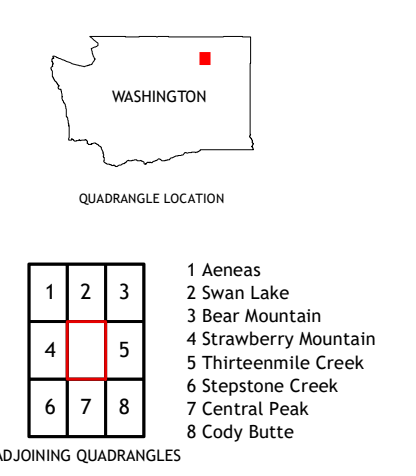 WASHINGTON
QUADRANGLE LOCATION
1 2 3
4 5
6 7 8
1 Aeneas
2 Swan Lake
3 Bear Mountain
4 Strawberry Mountain
5 Thirteenmile Creek
6 Stepstone Creek
7 Central Peak
8 Cody Butte
ADJOINING QUADRANGLES